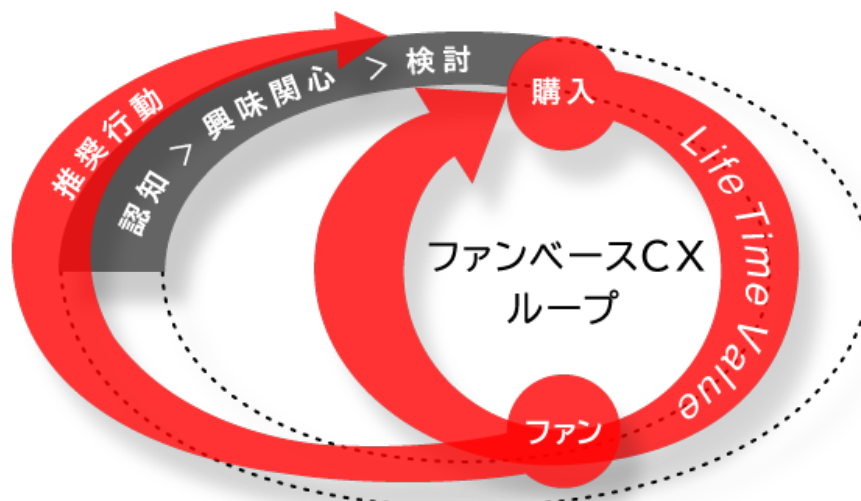 推奨行動
認知 > 興味関心 > 検討
購入
Life Time Value
ファンベースCX
ループ
ファン